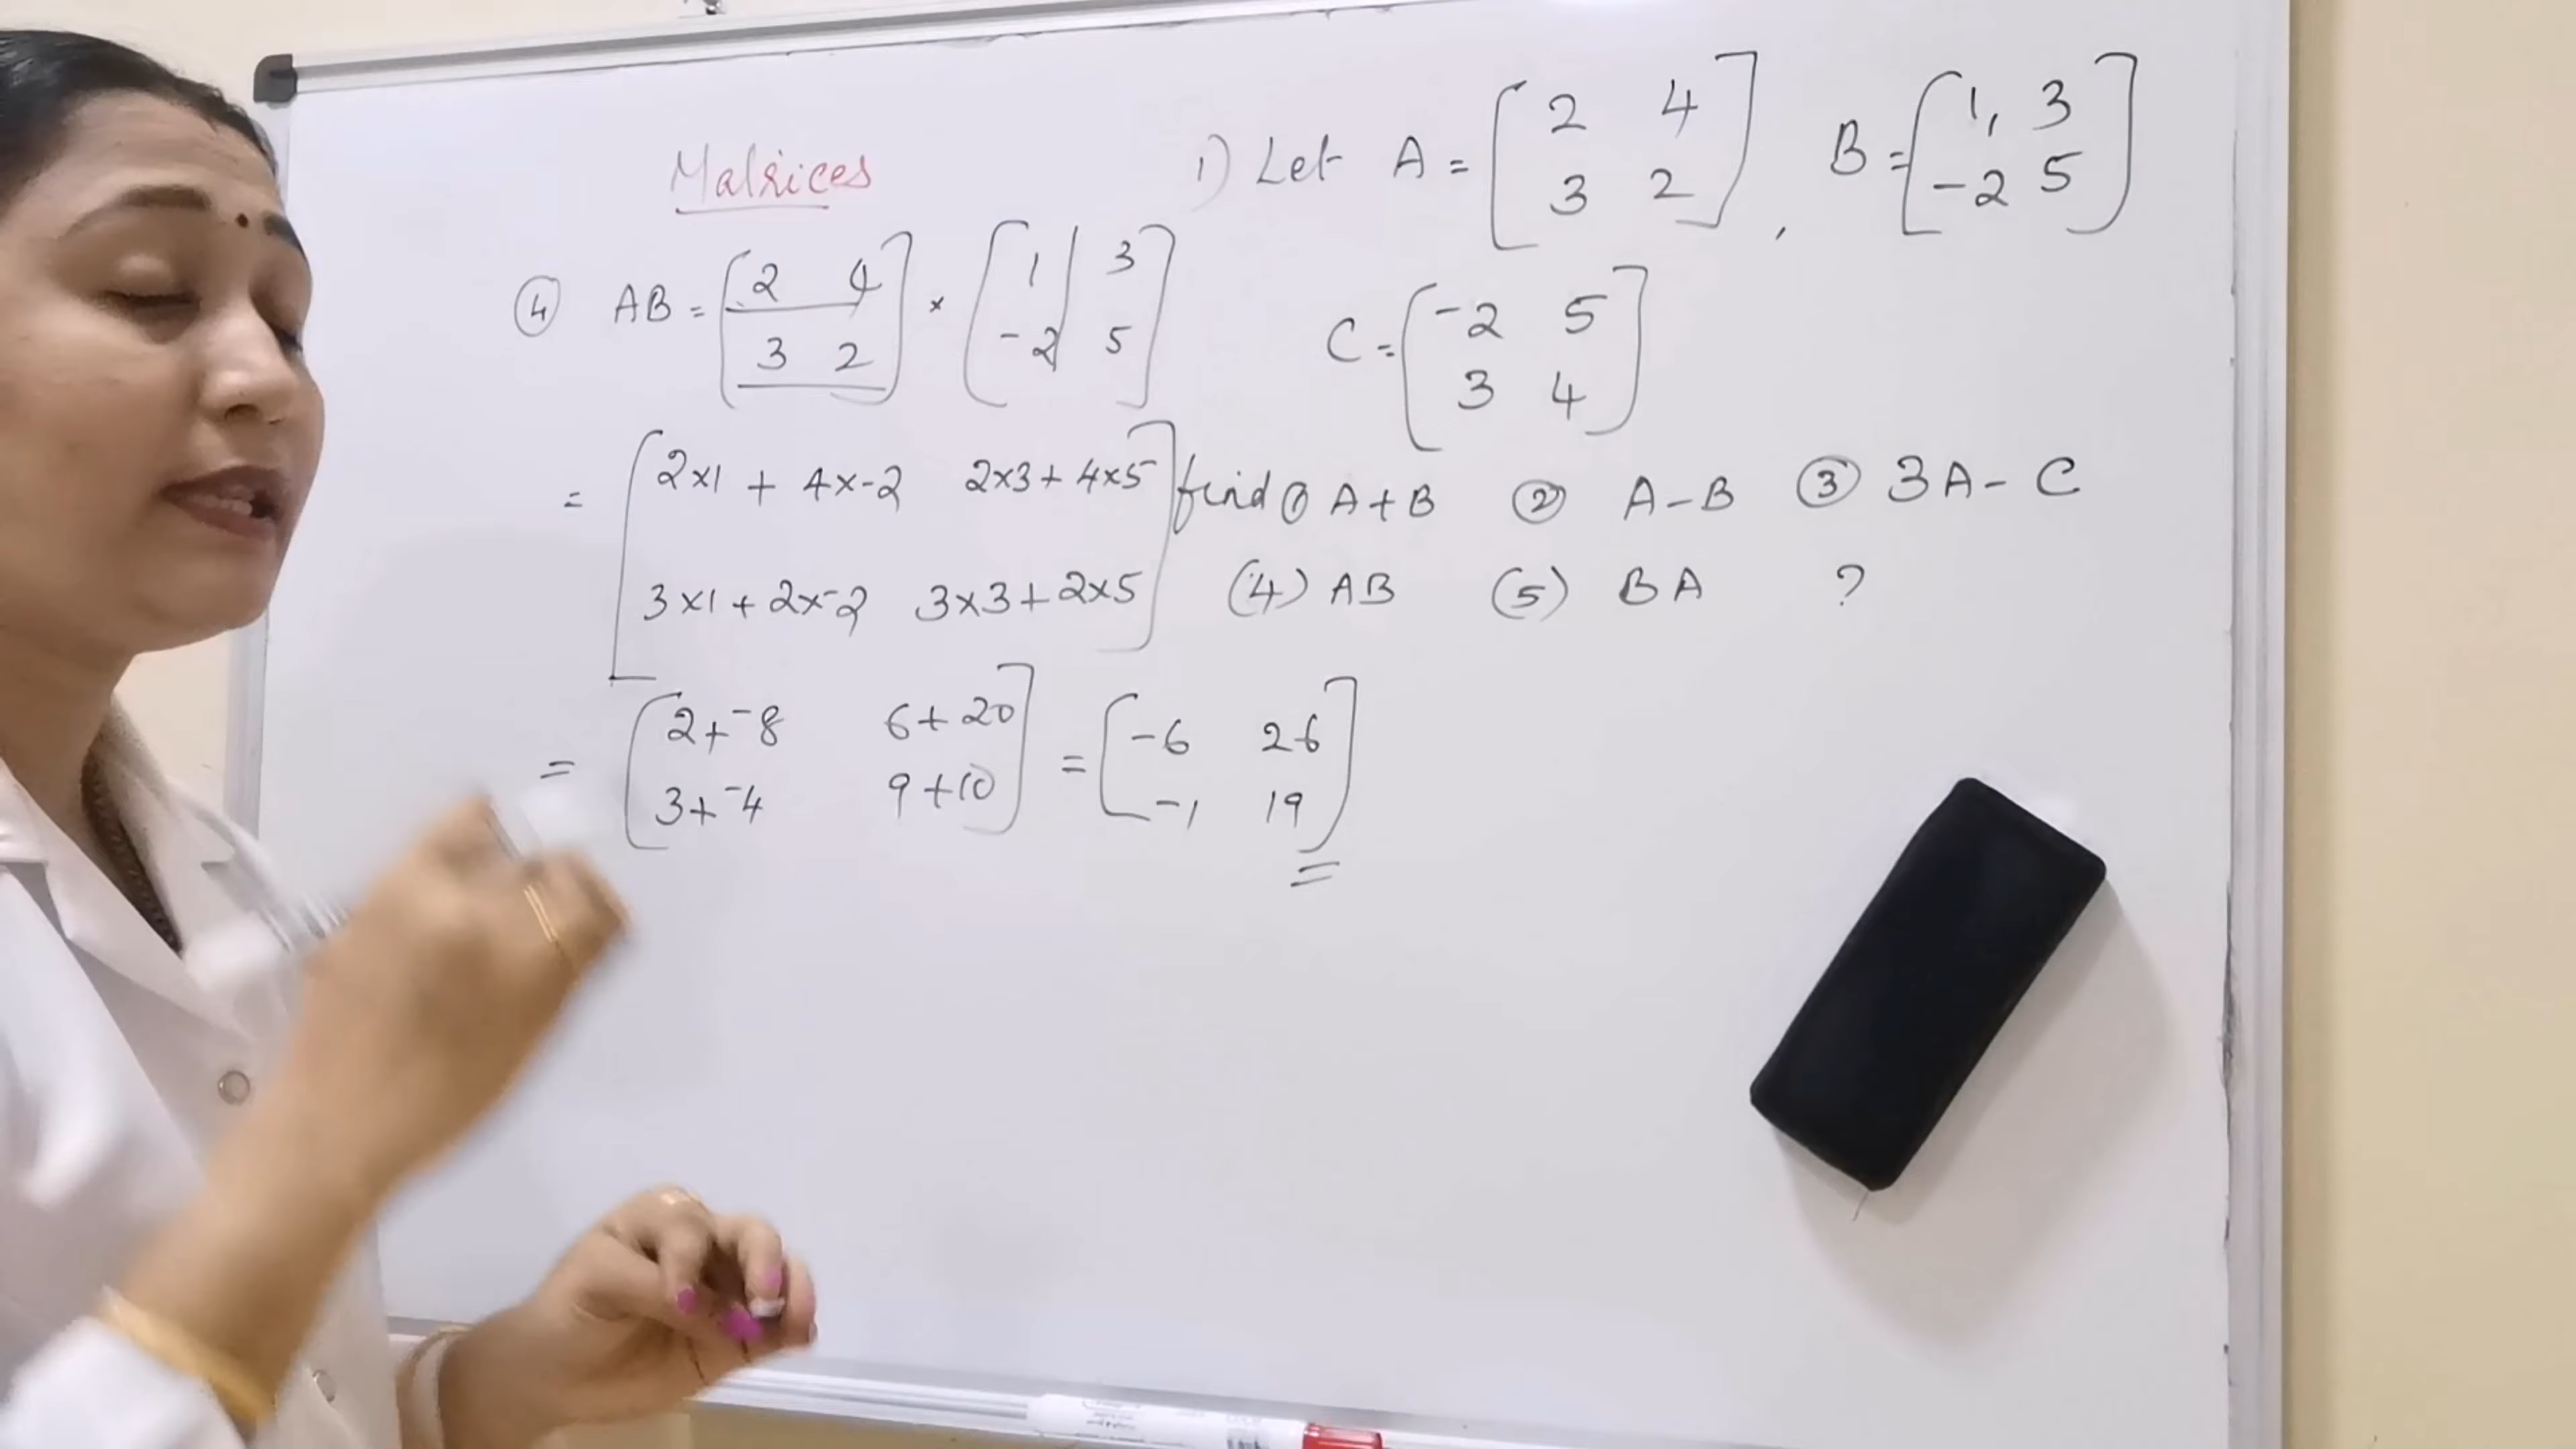 Matrices
④ AB = [2 4
3 2] × [1 3
-2 5]
= [2×1 + 4×-2 2×3 + 4×5
3×1 + 2×-2 3×3 + 2×5]
= [2+-8 6+20
3+-4 9+10] = [-6 26
-1 19]
1) Let A = [2 4
3 2], B = [1, 3
-2 5]
C = [-2 5
3 4]
find ① A+B ② A-B ③ 3A-C
(4) AB (5) BA ?